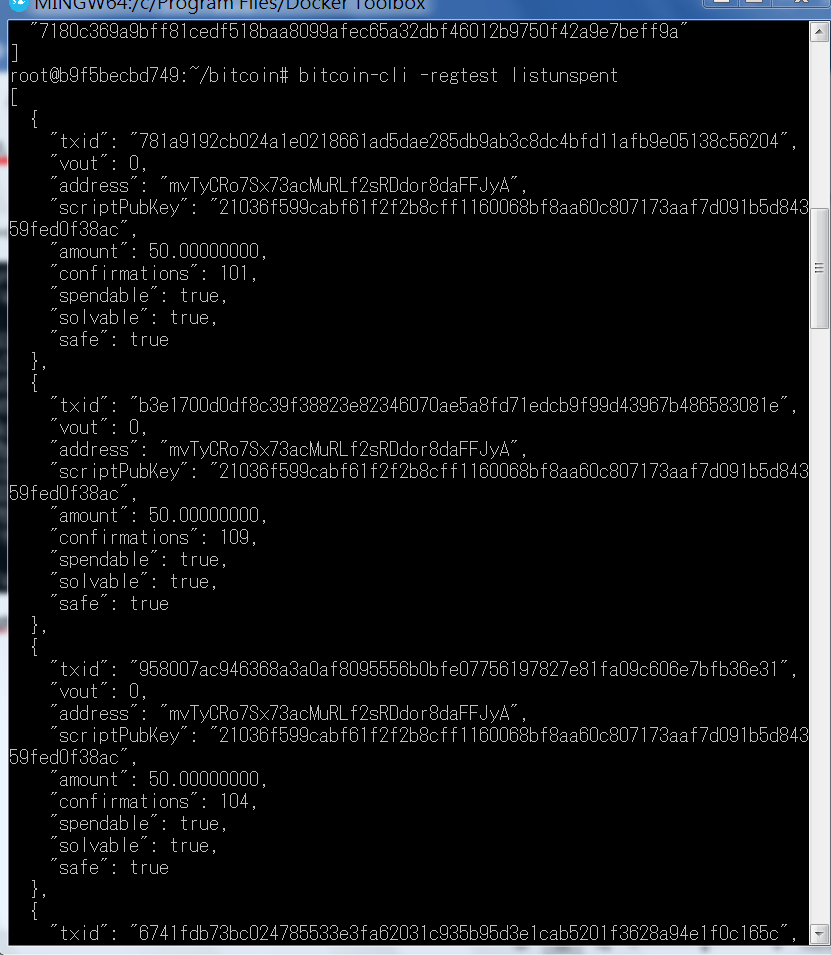 MINGW64:/c/Program Files/Docker Toolbox
"7180c369a9bff81cedf518baa8099afec65a32dbf46012b9750f42a9e7beff9a"
]
root@b9f5becbd749:~/bitcoin# bitcoin-cli -regtest listunspent
[
{
"txid": "781a9192cb024a1e0218661ad5dae285db9ab3c8dc4bfd11afb9e05138c56204",
"vout": 0,
"address": "mvTyCRo7Sx73acMuRLf2sRDdor8daFFJyA",
"scriptPubKey": "21036f599cabf61f2f2b8cff1160068bf8aa60c807173aaf7d091b5d843
59fed0f38ac",
"amount": 50.00000000,
"confirmations": 101,
"spendable": true,
"solvable": true,
"safe": true
},
{
"txid": "b3e1700d0df8c39f38823e82346070ae5a8fd71edcb9f99d43967b486583081e",
"vout": 0,
"address": "mvTyCRo7Sx73acMuRLf2sRDdor8daFFJyA",
"scriptPubKey": "21036f599cabf61f2f2b8cff1160068bf8aa60c807173aaf7d091b5d843
59fed0f38ac",
"amount": 50.00000000,
"confirmations": 109,
"spendable": true,
"solvable": true,
"safe": true
},
{
"txid": "958007ac946368a3a0af8095556b0bfe07756197827e81fa09c606e7bfb36e31",
"vout": 0,
"address": "mvTyCRo7Sx73acMuRLf2sRDdor8daFFJyA",
"scriptPubKey": "21036f599cabf61f2f2b8cff1160068bf8aa60c807173aaf7d091b5d843
59fed0f38ac",
"amount": 50.00000000,
"confirmations": 104,
"spendable": true,
"solvable": true,
"safe": true
},
{
"txid": "6741fdb73bc024785533e3fa62031c935b95d3e1cab5201f3628a94e1f0c165c",